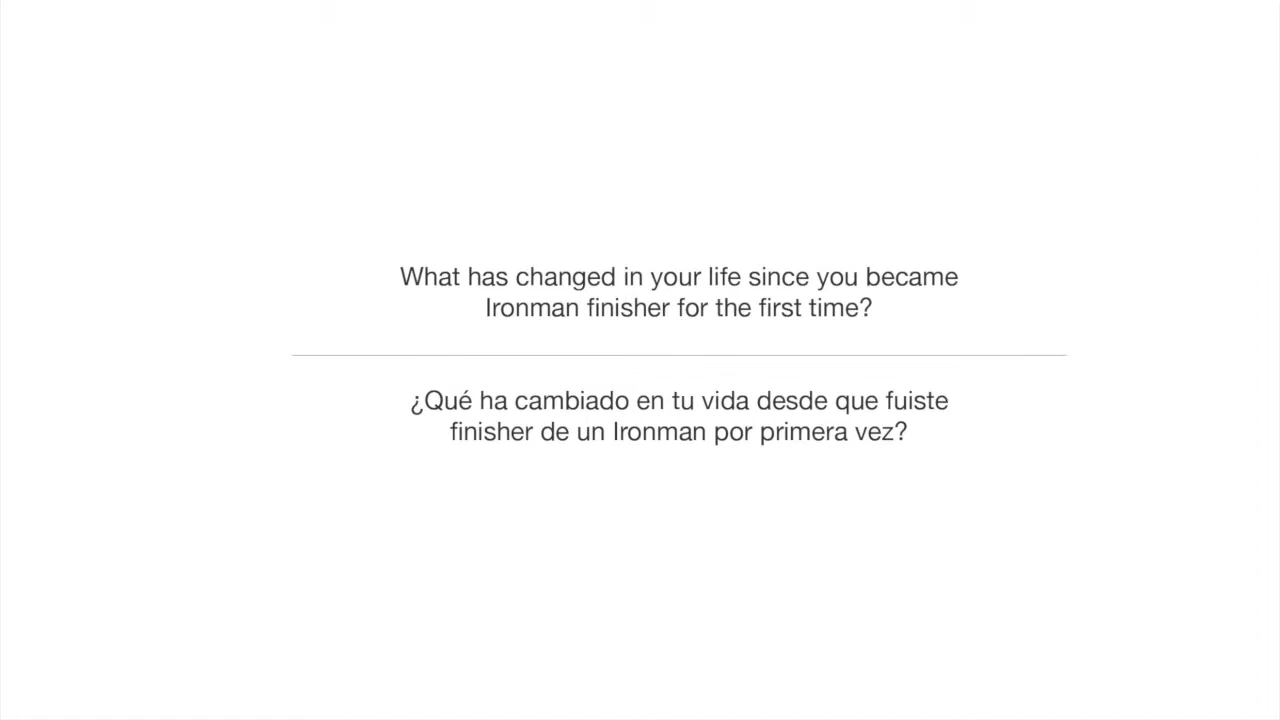 What has changed in your life since you became
Ironman finisher for the first time?
¿Qué ha cambiado en tu vida desde que fuiste
finisher de un Ironman por primera vez?